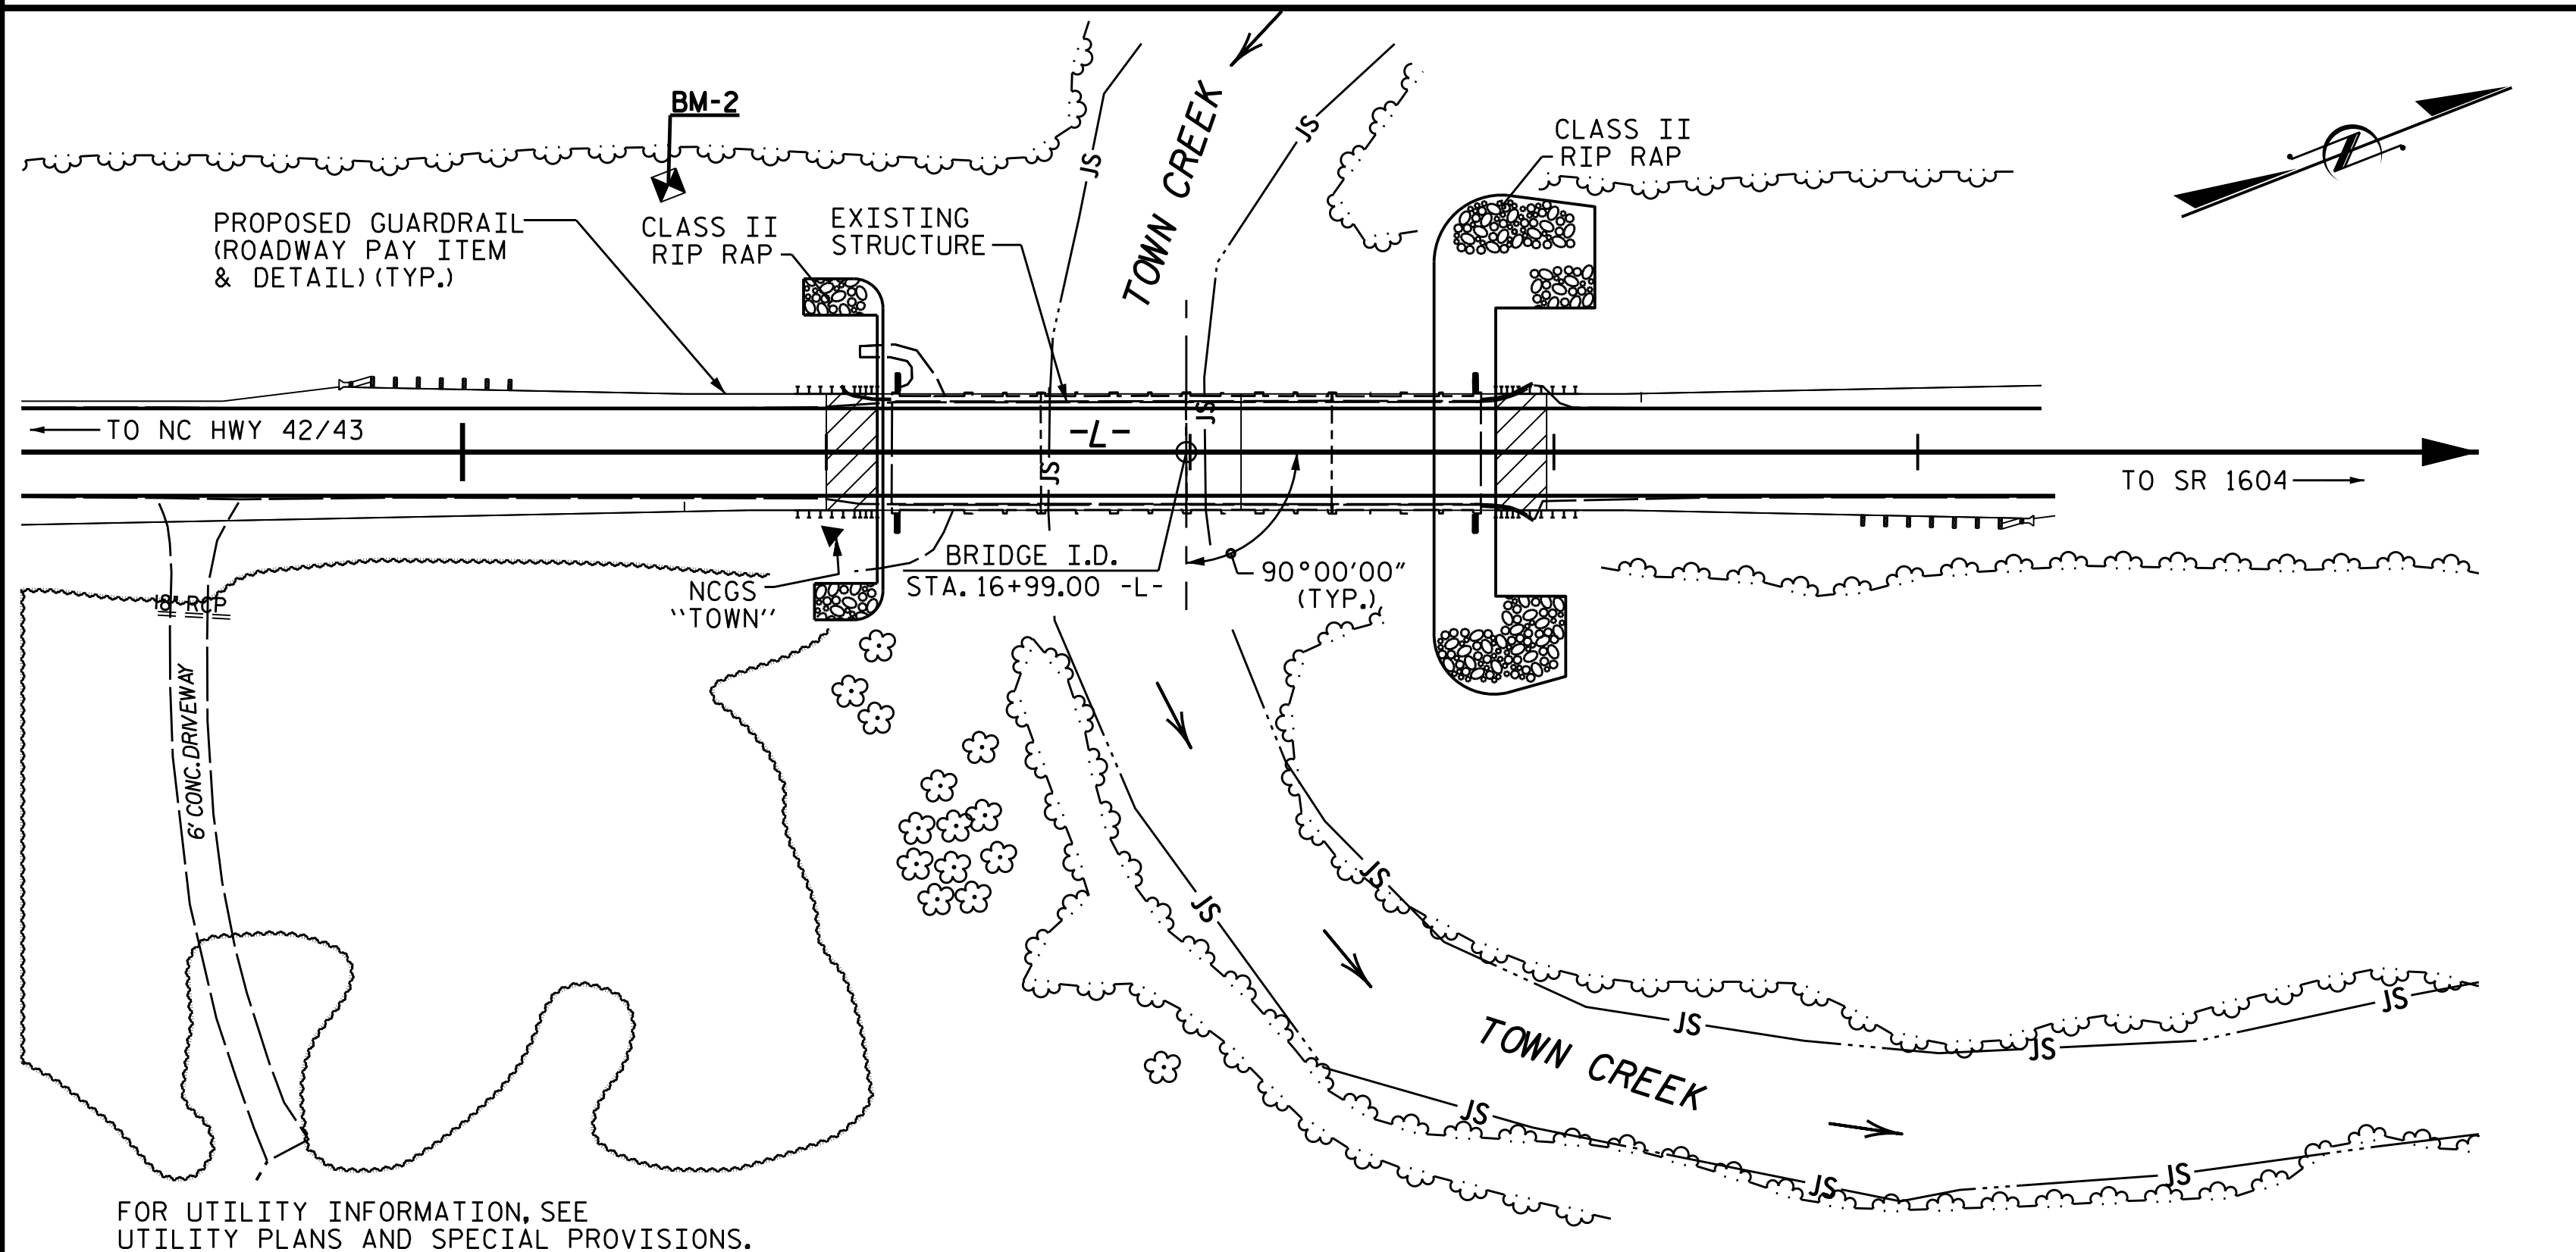 BM-2
TOWN CREEK
JS
JS
CLASS II
RIP RAP
PROPOSED GUARDRAIL
(ROADWAY PAY ITEM
& DETAIL) (TYP.)
CLASS II
RIP RAP
EXISTING
STRUCTURE
TO NC HWY 42/43
-L-
JS
JS
TO SR 1604
BRIDGE I.D.
STA. 16+99.00 -L-
90°00'00"
(TYP.)
NCGS
"TOWN"
18" RCP
6' CONC. DRIVEWAY
JS
JS
TOWN CREEK
JS
JS
JS
JS
JS
JS
FOR UTILITY INFORMATION, SEE
UTILITY PLANS AND SPECIAL PROVISIONS.